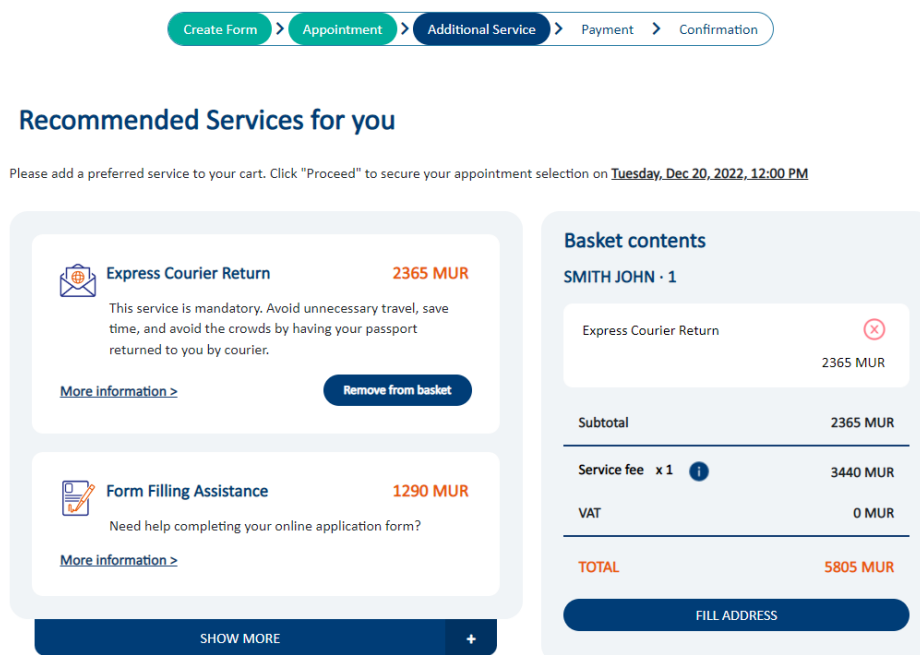 Create Form > Appointment > Additional Service > Payment > Confirmation
Recommended Services for you
Please add a preferred service to your cart. Click "Proceed" to secure your appointment selection on Tuesday, Dec 20, 2022, 12:00 PM
Express Courier Return 2365 MUR
This service is mandatory. Avoid unnecessary travel, save
time, and avoid the crowds by having your passport
returned to you by courier.
More information > Remove from basket
Form Filling Assistance 1290 MUR
Need help completing your online application form?
More information >
SHOW MORE +
Basket contents
SMITH JOHN · 1
Express Courier Return
2365 MUR
Subtotal 2365 MUR
Service fee x 1 i 3440 MUR
VAT 0 MUR
TOTAL 5805 MUR
FILL ADDRESS